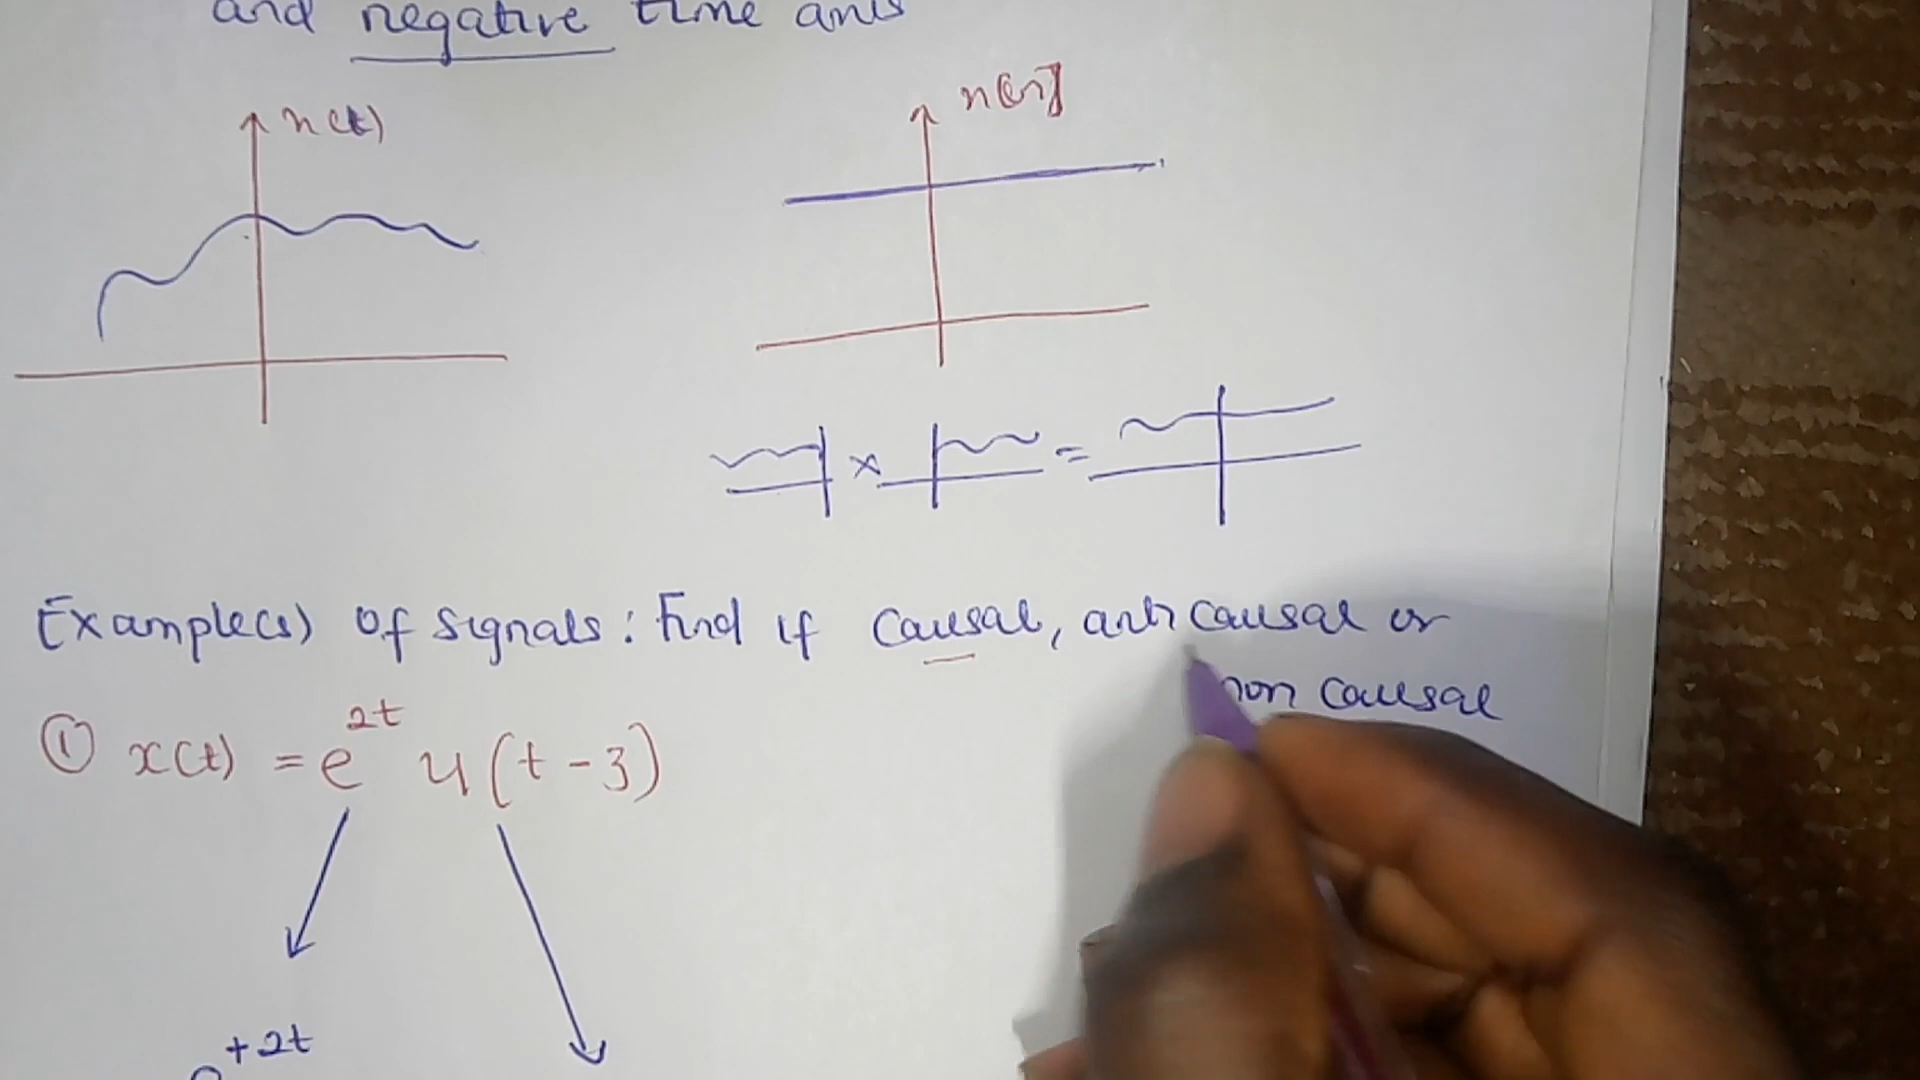 and negative time axis
x(t)
x[n]
x =
Example(s) of signals: Find if causal, anti causal or
non causal
① x(t) = e^2t u(t-3)
e^+2t